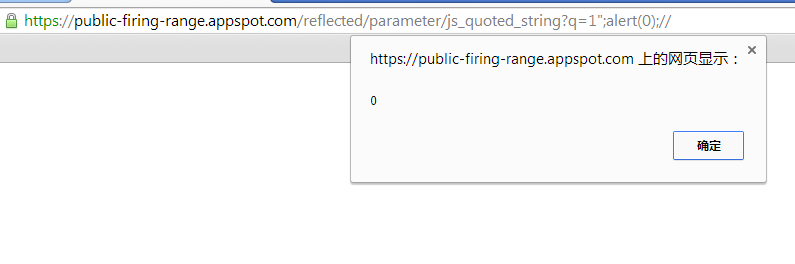 https://public-firing-range.appspot.com/reflected/parameter/js_quoted_string?q=1";alert(0);//
https://public-firing-range.appspot.com 上的网页显示：
0
确定